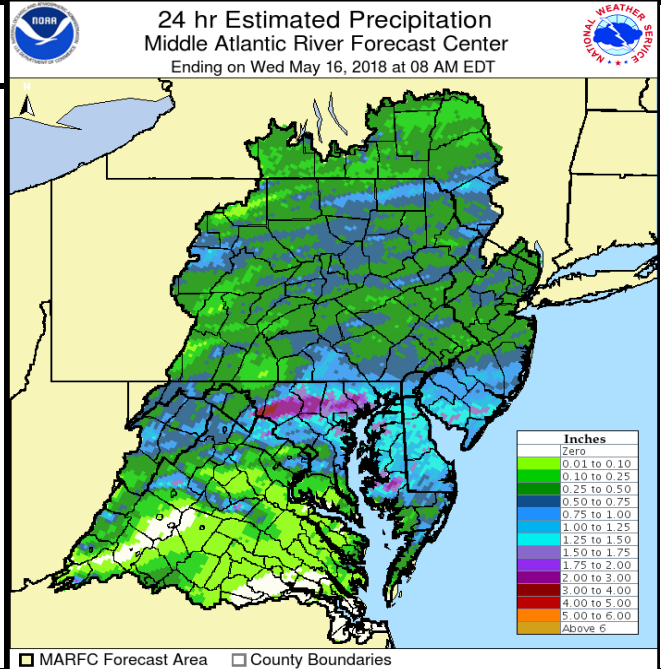 24 hr Estimated Precipitation
Middle Atlantic River Forecast Center
Ending on Wed May 16, 2018 at 08 AM EDT
NOAA
NATIONAL WEATHER SERVICE
N
Inches
Zero
0.01 to 0.10
0.10 to 0.25
0.25 to 0.50
0.50 to 0.75
0.75 to 1.00
1.00 to 1.25
1.25 to 1.50
1.50 to 1.75
1.75 to 2.00
2.00 to 3.00
3.00 to 4.00
4.00 to 5.00
5.00 to 6.00
Above 6
MARFC Forecast Area County Boundaries